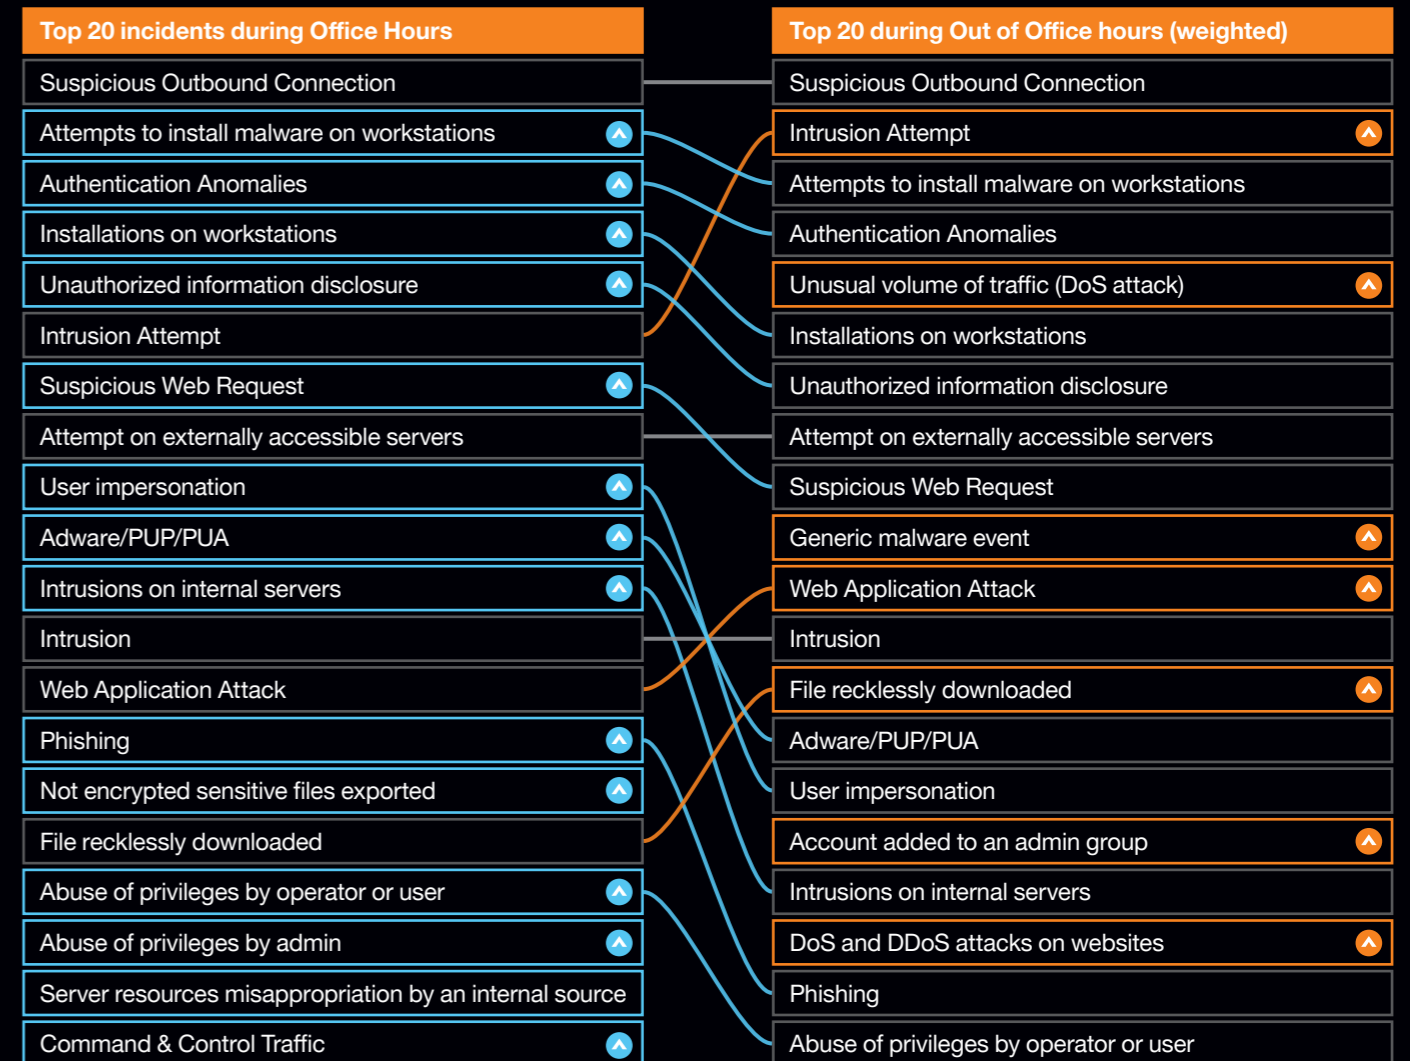 Top 20 incidents during Office Hours
Suspicious Outbound Connection
Attempts to install malware on workstations
Authentication Anomalies
Installations on workstations
Unauthorized information disclosure
Intrusion Attempt
Suspicious Web Request
Attempt on externally accessible servers
User impersonation
Adware/PUP/PUA
Intrusions on internal servers
Intrusion
Web Application Attack
Phishing
Not encrypted sensitive files exported
File recklessly downloaded
Abuse of privileges by operator or user
Abuse of privileges by admin
Server resources misappropriation by an internal source
Command & Control Traffic
Top 20 during Out of Office hours (weighted)
Suspicious Outbound Connection
Intrusion Attempt
Attempts to install malware on workstations
Authentication Anomalies
Unusual volume of traffic (DoS attack)
Installations on workstations
Unauthorized information disclosure
Attempt on externally accessible servers
Suspicious Web Request
Generic malware event
Web Application Attack
Intrusion
File recklessly downloaded
Adware/PUP/PUA
User impersonation
Account added to an admin group
Intrusions on internal servers
DoS and DDoS attacks on websites
Phishing
Abuse of privileges by operator or user